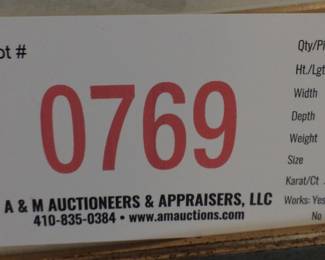 ot #
0769
A & M AUCTIONEERS & APPRAISERS, LLC
410-835-0384 • www.amauctions.com
Qty/P
Ht./Lgt
Width
Depth
Weight
Size
Karat/Ct
Works: Yes
No